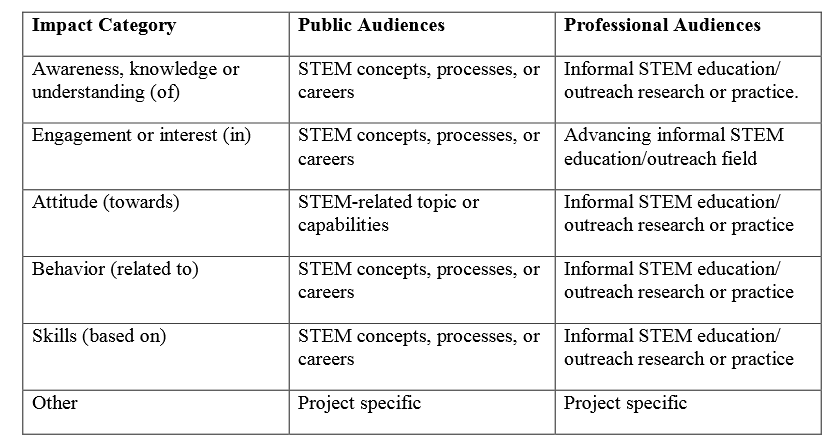 Impact Category Public Audiences Professional Audiences
Awareness, knowledge or STEM concepts, processes, or Informal STEM education/
understanding (of) careers outreach research or practice.
Engagement or interest (in) STEM concepts, processes, or Advancing informal STEM
careers education/outreach field
Attitude (towards) STEM-related topic or Informal STEM education/
capabilities outreach research or practice
Behavior (related to) STEM concepts, processes, or Informal STEM education/
careers outreach research or practice
Skills (based on) STEM concepts, processes, or Informal STEM education/
careers outreach research or practice
Other Project specific Project specific